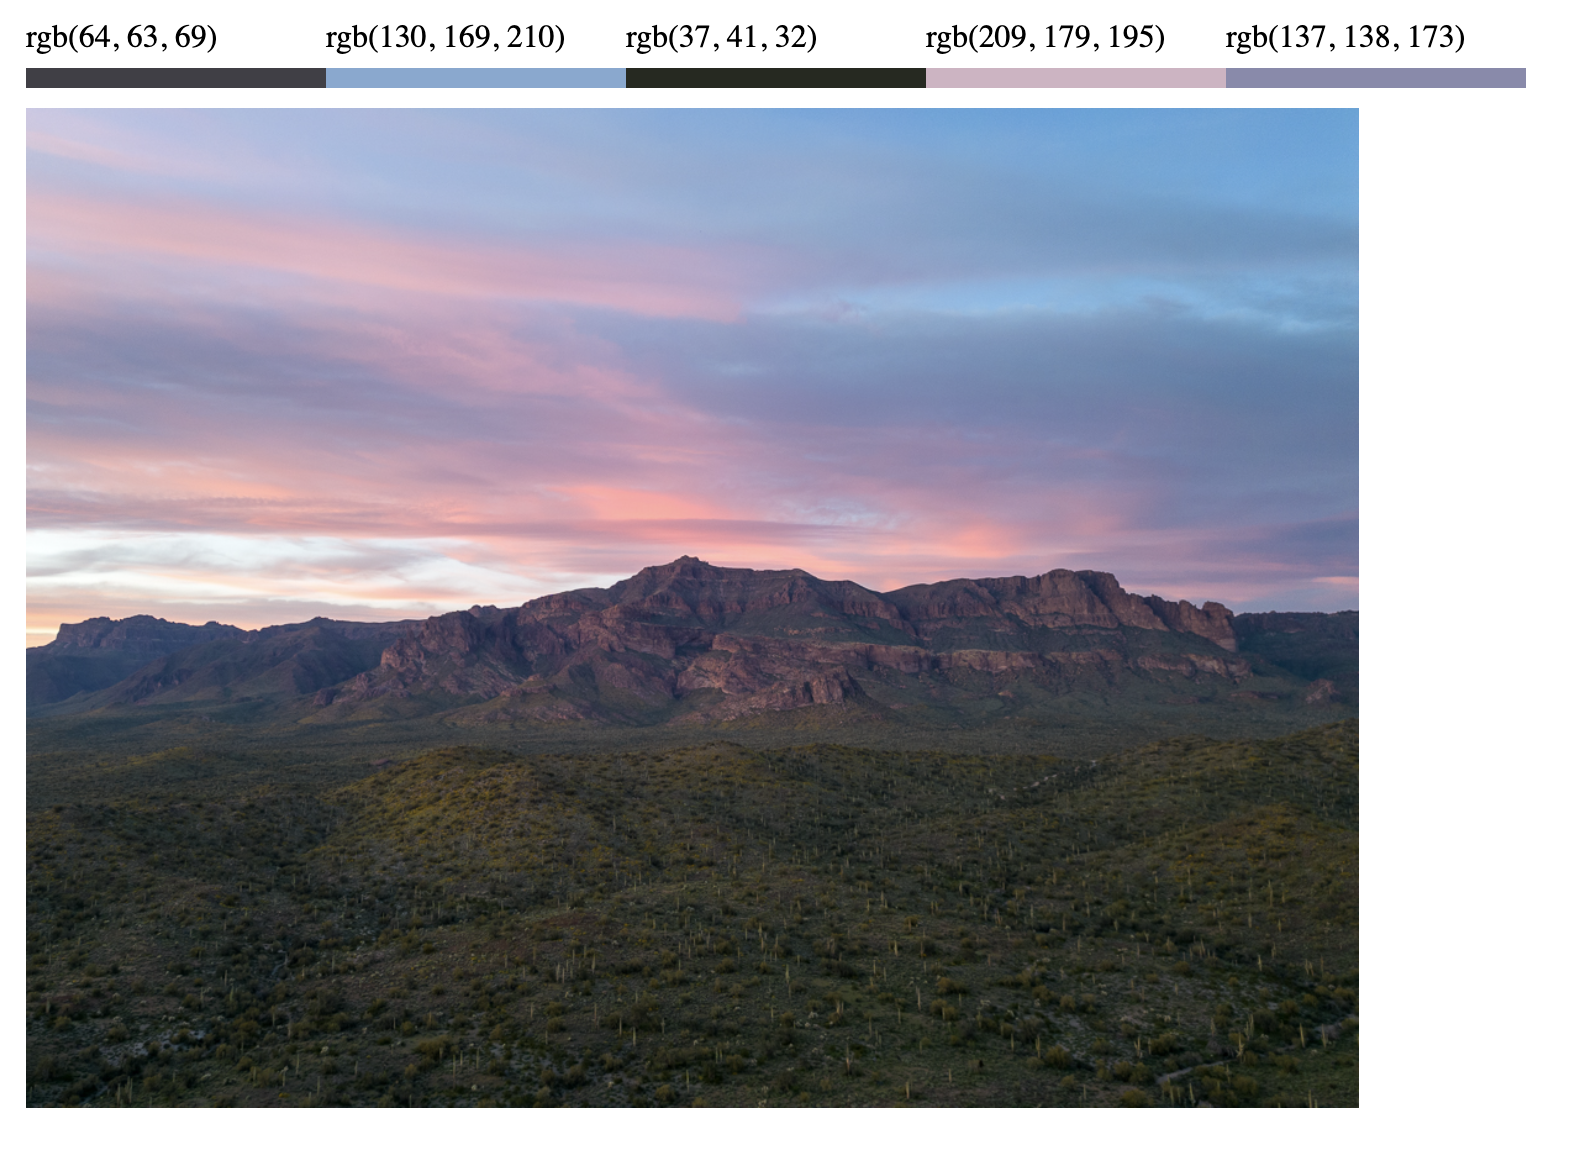 rgb(64, 63, 69) rgb(130, 169, 210) rgb(37, 41, 32) rgb(209, 179, 195) rgb(137, 138, 173)